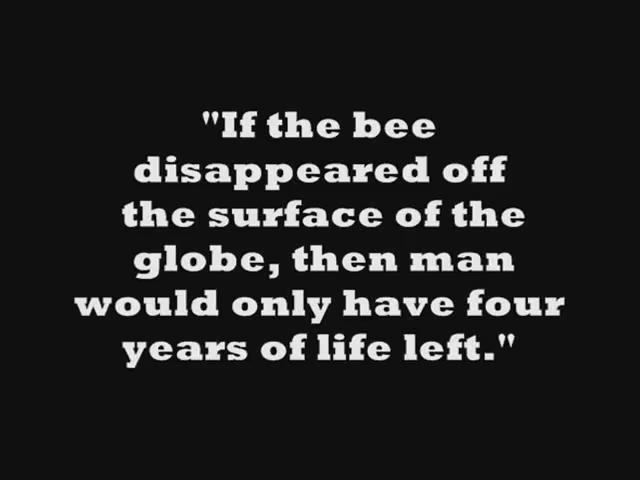 "If the bee
disappeared off
the surface of the
globe, then man
would only have four
years of life left."